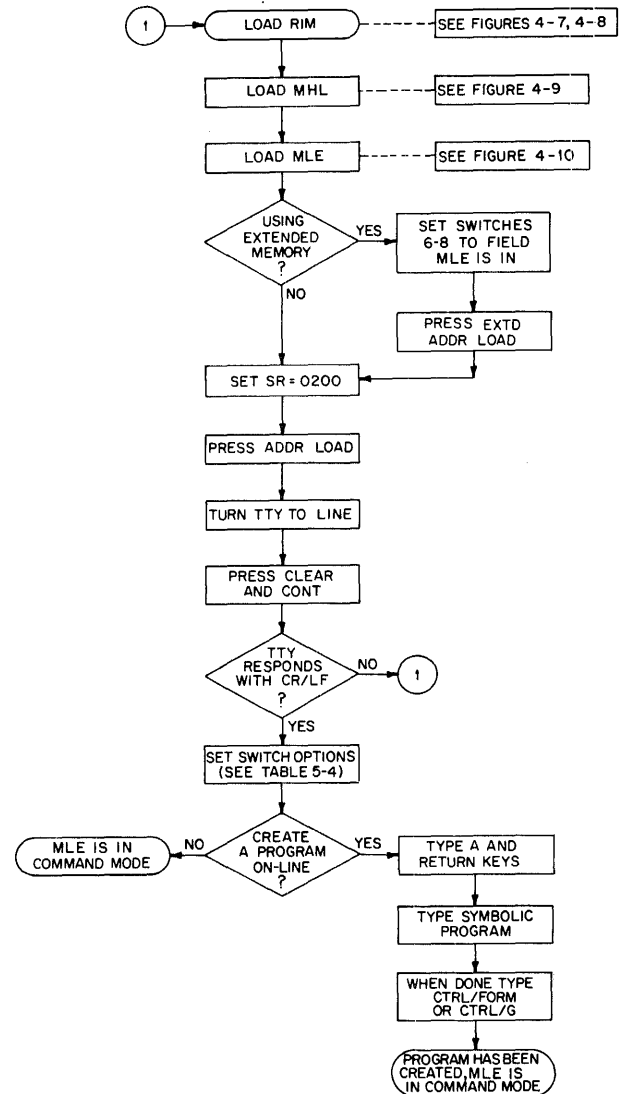 1
LOAD RIM
SEE FIGURES 4-7, 4-8
LOAD MHL
SEE FIGURE 4-9
LOAD MLE
SEE FIGURE 4-10
USING
EXTENDED
MEMORY
?
YES
SET SWITCHES
6-8 TO FIELD
MLE IS IN
NO
PRESS EXTD
ADDR LOAD
SET SR = 0200
PRESS ADDR LOAD
TURN TTY TO LINE
PRESS CLEAR
AND CONT
TTY
RESPONDS
WITH CR/LF
?
NO
1
YES
SET SWITCH OPTIONS
(SEE TABLE 5-4)
MLE IS IN
COMMAND MODE
NO
CREATE
A PROGRAM
ON-LINE
?
YES
TYPE A AND
RETURN KEYS
TYPE SYMBOLIC
PROGRAM
WHEN DONE TYPE
CTRL/FORM
OR CTRL/G
PROGRAM HAS BEEN
CREATED, MLE IS
IN COMMAND MODE